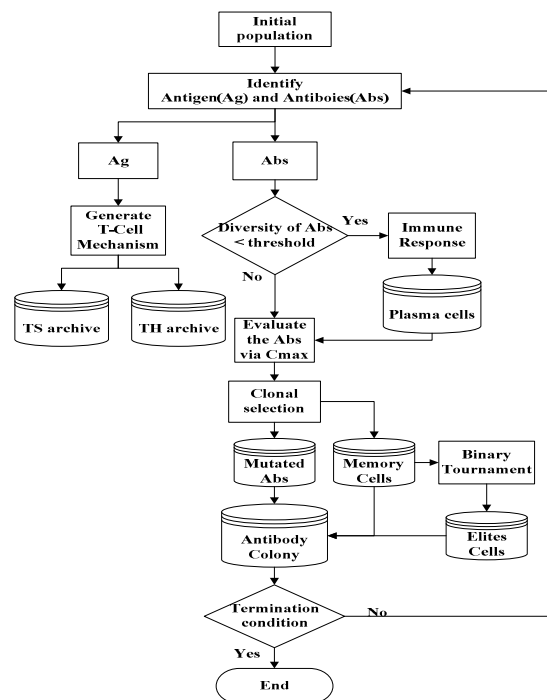 Initial
population
Identify
Antigen(Ag) and Antiboies(Abs)
Ag
Abs
Generate
T-Cell
Mechanism
Diversity of Abs
< threshold
Yes
Immune
Response
No
TS archive
TH archive
Plasma cells
Evaluate
the Abs
via Cmax
Clonal
selection
Mutated
Abs
Memory
Cells
Binary
Tournament
Antibody
Colony
Elites
Cells
Termination
condition
No
Yes
End